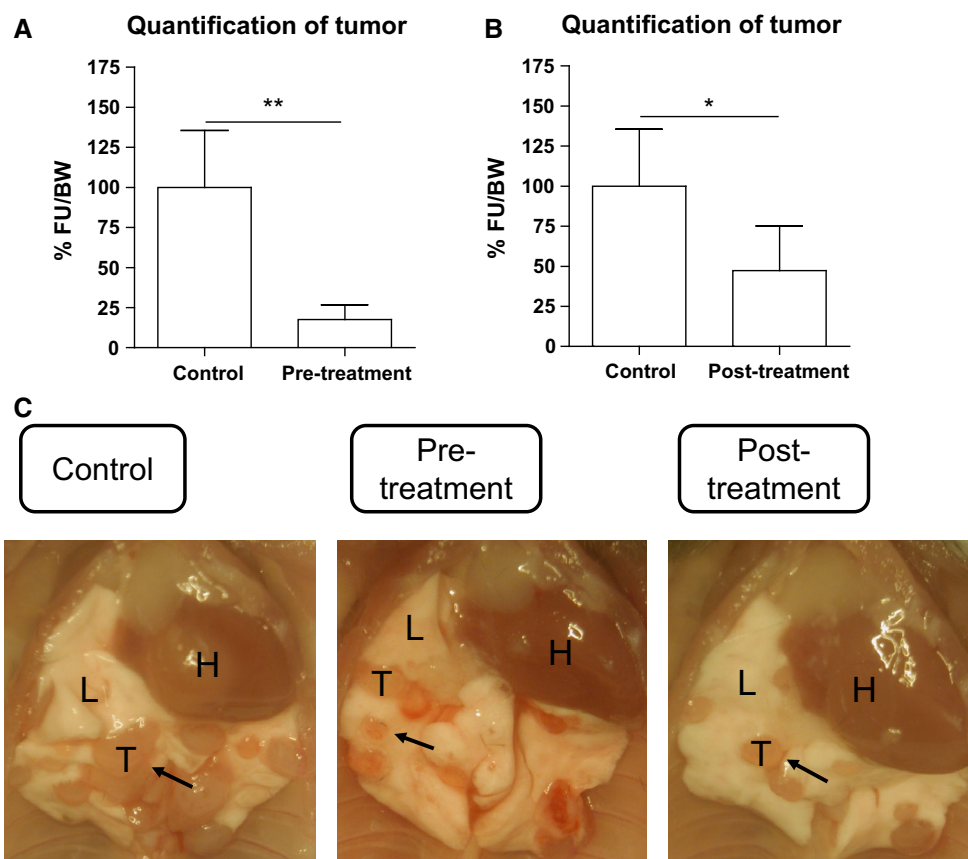 A
Quantification of tumor
% FU/BW
175
150
125
100
75
50
25
0
**
Control
Pre-treatment
B
Quantification of tumor
% FU/BW
175
150
125
100
75
50
25
0
*
Control
Post-treatment
C
Control
Pre-
treatment
Post-
treatment
L
H
T
L
H
T
L
H
T